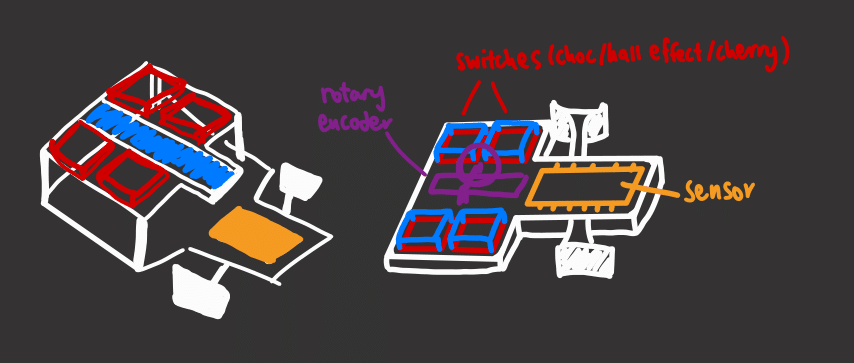 switches (choc/hall effect/cherry)
rotary
encoder
sensor